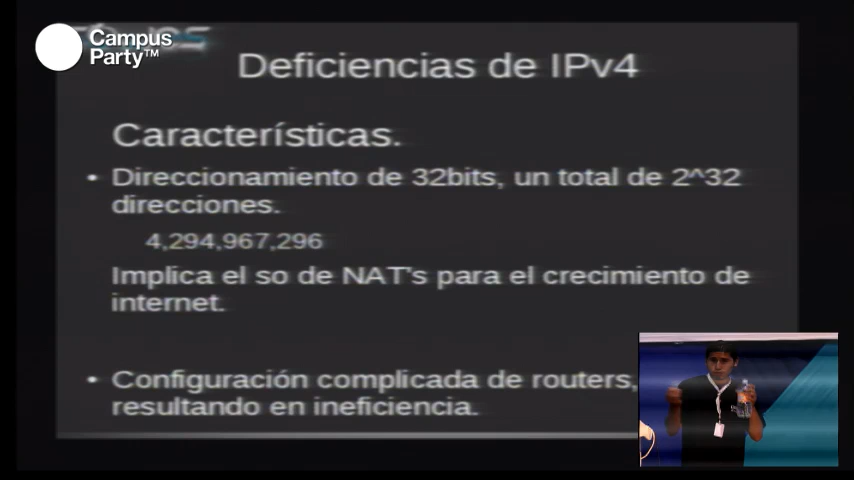 Campus
Party™
Deficiencias de IPv4
Características.
• Direccionamiento de 32bits, un total de 2^32
direcciones.
4,294,967,296
Implica el so de NAT's para el crecimiento de
internet.
• Configuración complicada de routers,
resultando en ineficiencia.